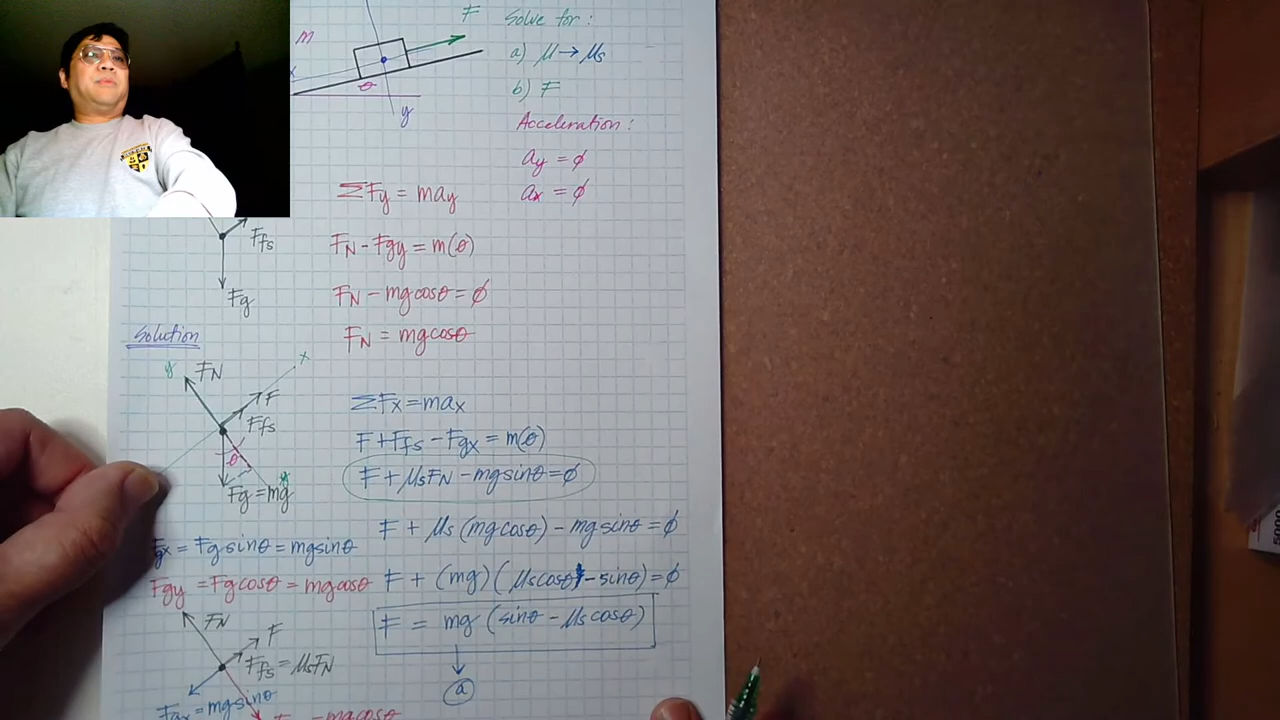 m
F
x
θ
y
Solve for:
a) μ → μs
b) F
Acceleration:
ay = ϕ
ax = ϕ
Ffs
Fg
ΣFy = may
FN - Fgy = m(ϕ)
FN - mgcosθ = ϕ
FN = mgcosθ
Solution
y
FN
x
F
Ffs
θ
Fg = mg
ΣFx = max
F + Ffs - Fgx = m(ϕ)
F + μsFN - mgsinθ = ϕ
F + μs(mgcosθ) - mgsinθ = ϕ
Fgx = Fgsinθ = mgsinθ
F + (mg)(μscosθ - sinθ) = ϕ
Fgy = Fgcosθ = mgcosθ
F = mg (sinθ - μscosθ)
a
FN
F
Ffs = μsFN
Fgx = mgsinθ
= mgcosθ